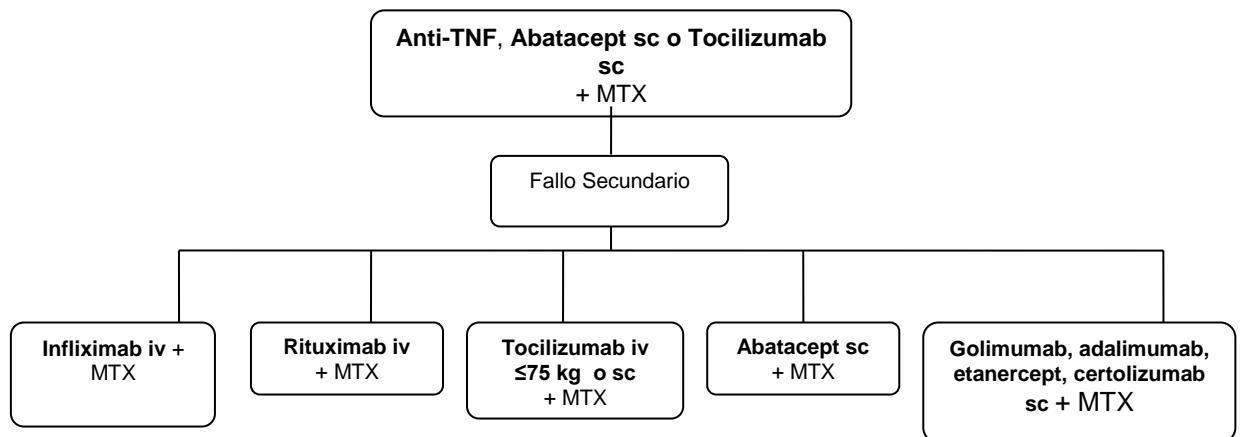 Anti-TNF, Abatacept sc o Tocilizumab
sc
+ MTX
Fallo Secundario
Infliximab iv +
MTX
Rituximab iv
+ MTX
Tocilizumab iv
≤75 kg o sc
+ MTX
Abatacept sc
+ MTX
Golimumab, adalimumab,
etanercept, certolizumab
sc + MTX